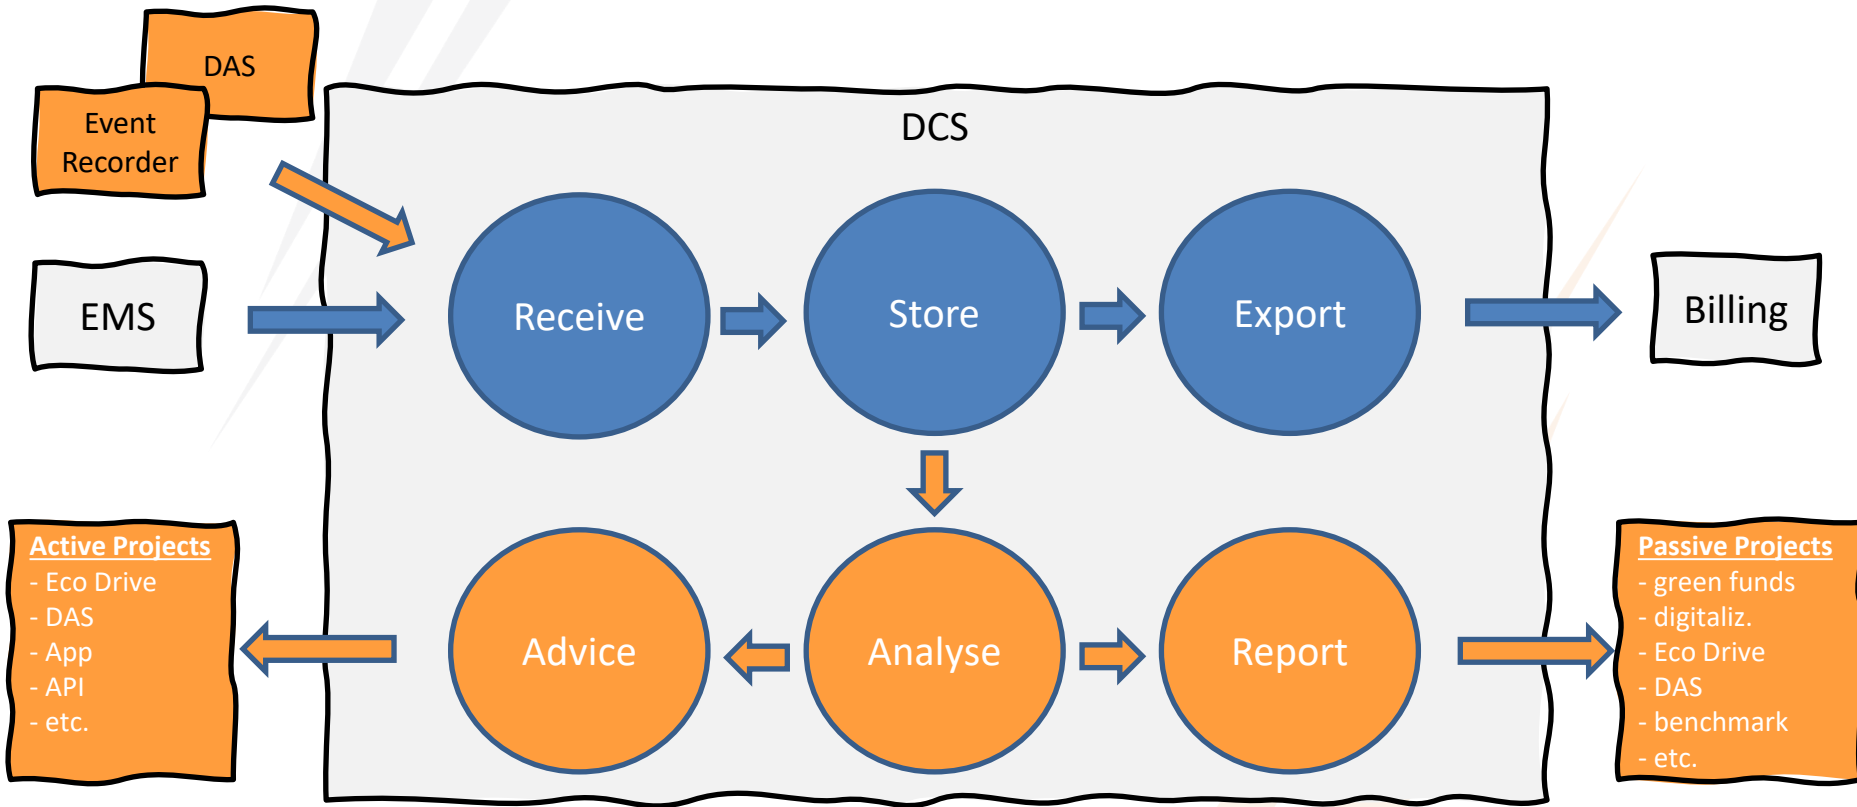 DAS
Event
Recorder
DCS
EMS
Receive
Store
Export
Billing
Active Projects
- Eco Drive
- DAS
- App
- API
- etc.
Advice
Analyse
Report
Passive Projects
- green funds
- digitaliz.
- Eco Drive
- DAS
- benchmark
- etc.